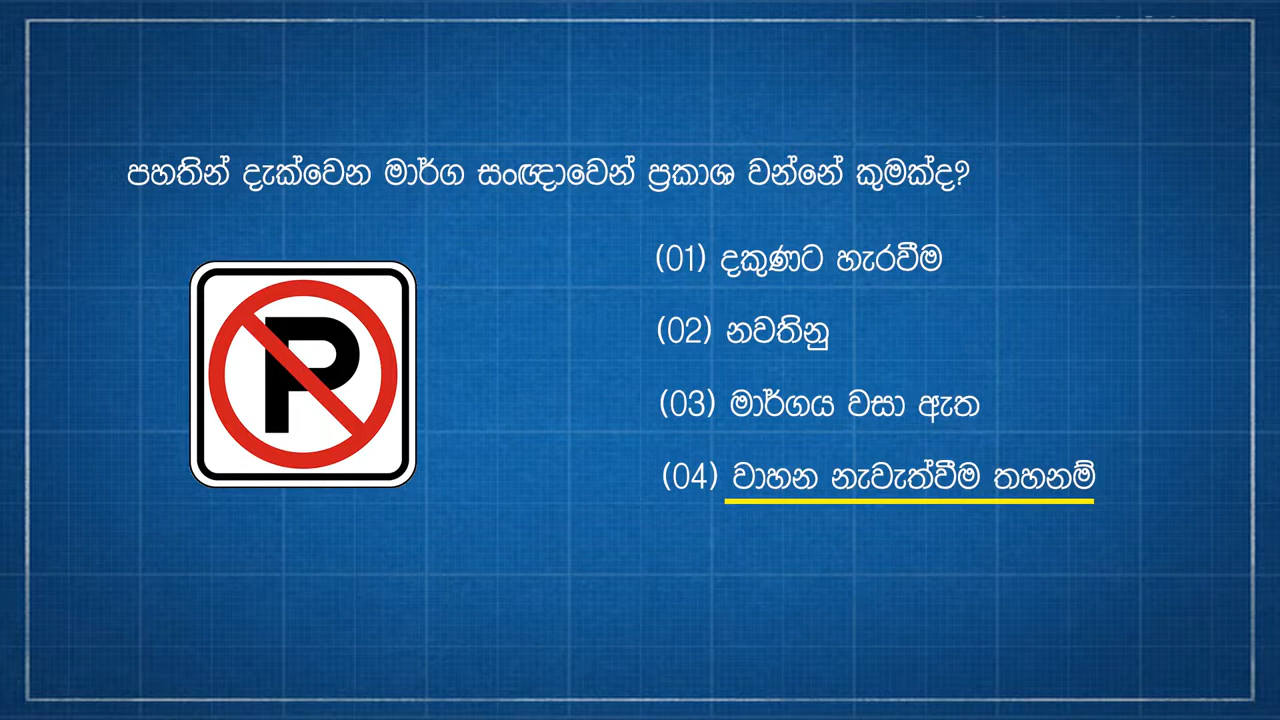 පහතින් දැක්වෙන මාර්ග සංඥාවෙන් ප්‍රකාශ වන්නේ කුමක්ද?
P
(01) දකුණට හැරවීම
(02) නවතිනු
(03) මාර්ගය වසා ඇත
(04) වාහන නැවැත්වීම තහනම්